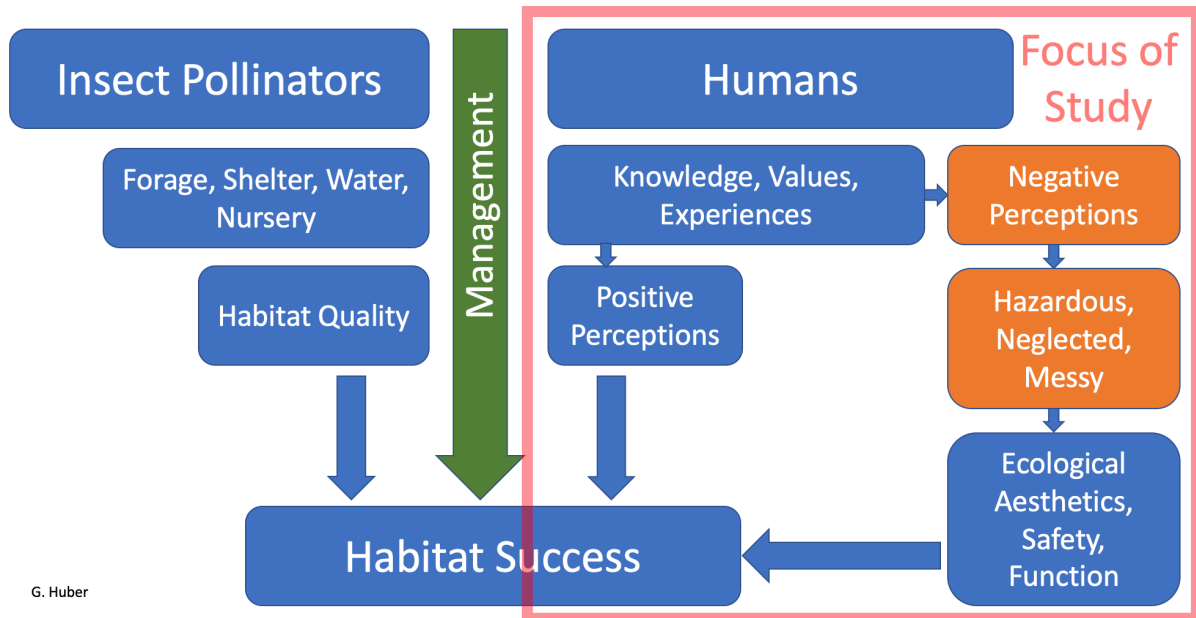 Insect Pollinators
Forage, Shelter, Water,
Nursery
Habitat Quality
Management
Humans
Focus of
Study
Knowledge, Values,
Experiences
Negative
Perceptions
Positive
Perceptions
Hazardous,
Neglected,
Messy
Ecological
Aesthetics,
Safety,
Function
Habitat Success
G. Huber